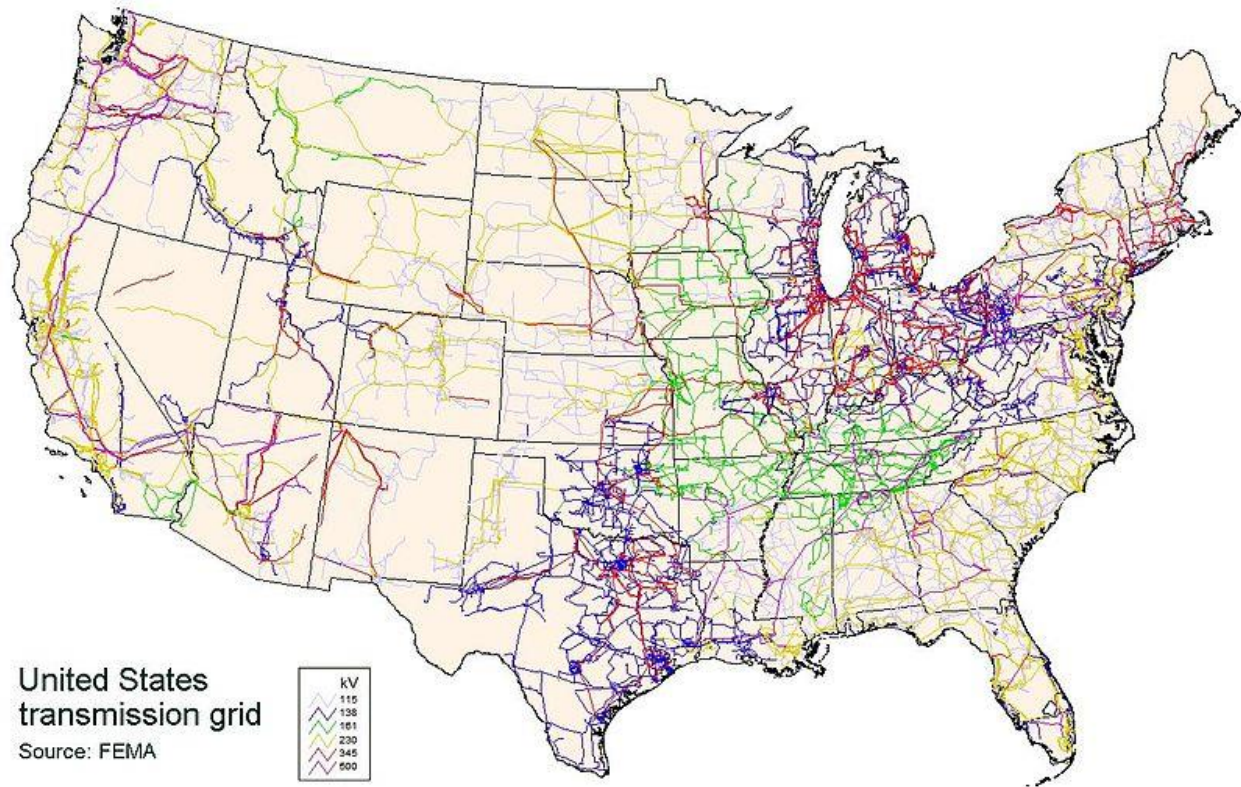 United States
transmission grid
Source: FEMA
kV
115
138
161
230
345
500